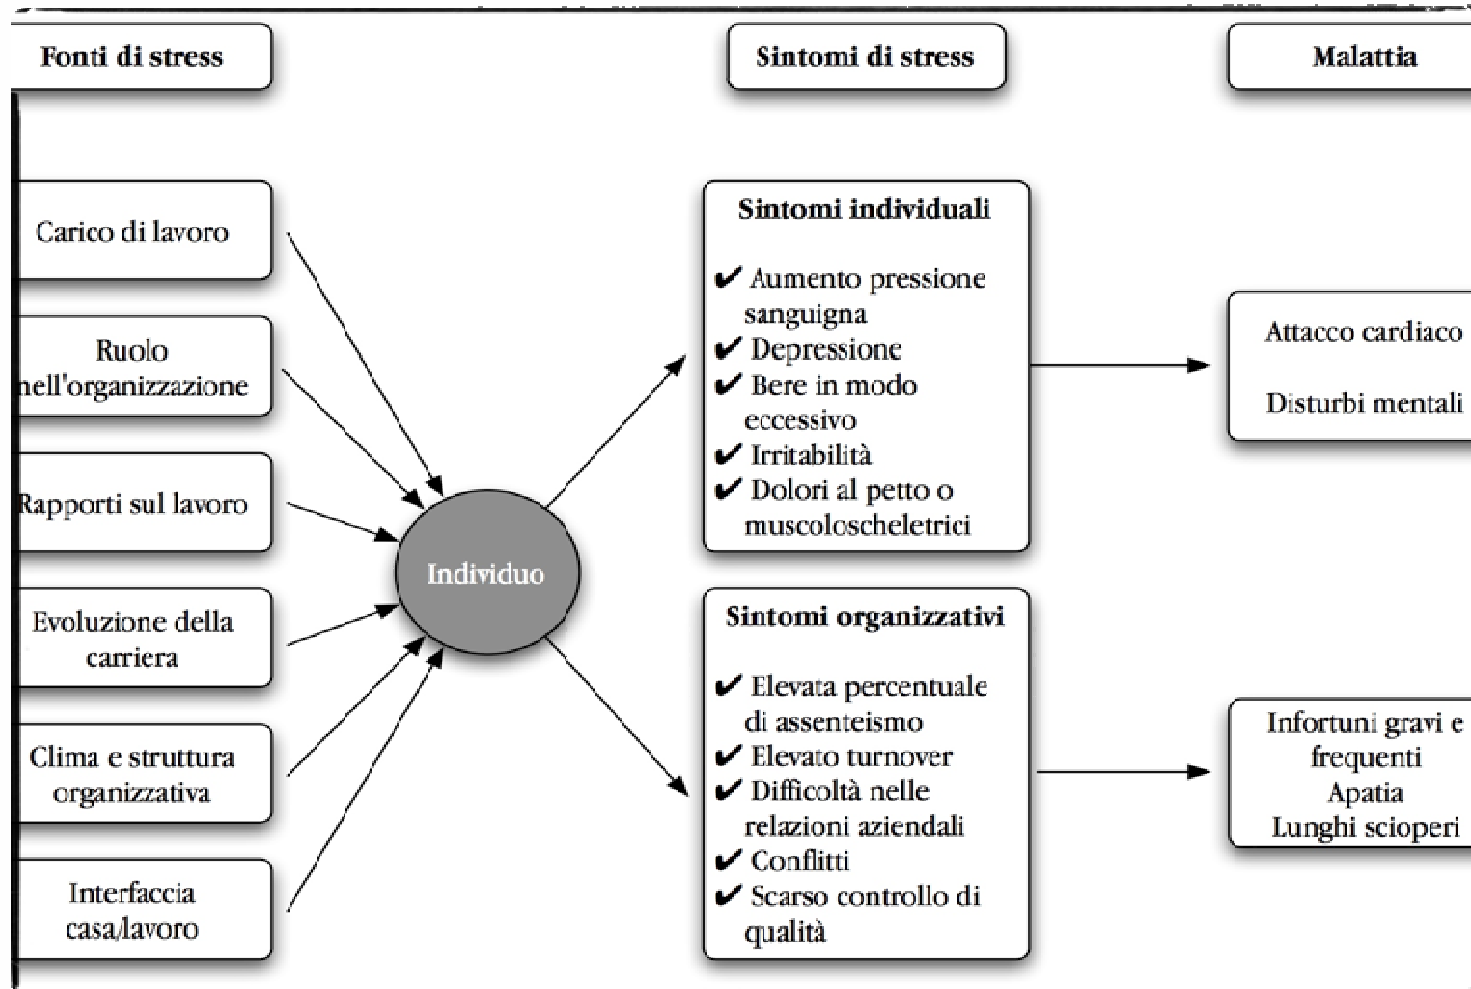 Fonti di stress
Sintomi di stress
Malattia
Carico di lavoro
Ruolo
nell'organizzazione
Rapporti sul lavoro
Evoluzione della
carriera
Clima e struttura
organizzativa
Interfaccia
casa/lavoro
Individuo
Sintomi individuali
✔ Aumento pressione
sanguigna
✔ Depressione
✔ Bere in modo
eccessivo
✔ Irritabilità
✔ Dolori al petto o
muscoloscheletrici
Sintomi organizzativi
✔ Elevata percentuale
di assenteismo
✔ Elevato turnover
✔ Difficoltà nelle
relazioni aziendali
✔ Conflitti
✔ Scarso controllo di
qualità
Attacco cardiaco
Disturbi mentali
Infortuni gravi e
frequenti
Apatia
Lunghi scioperi